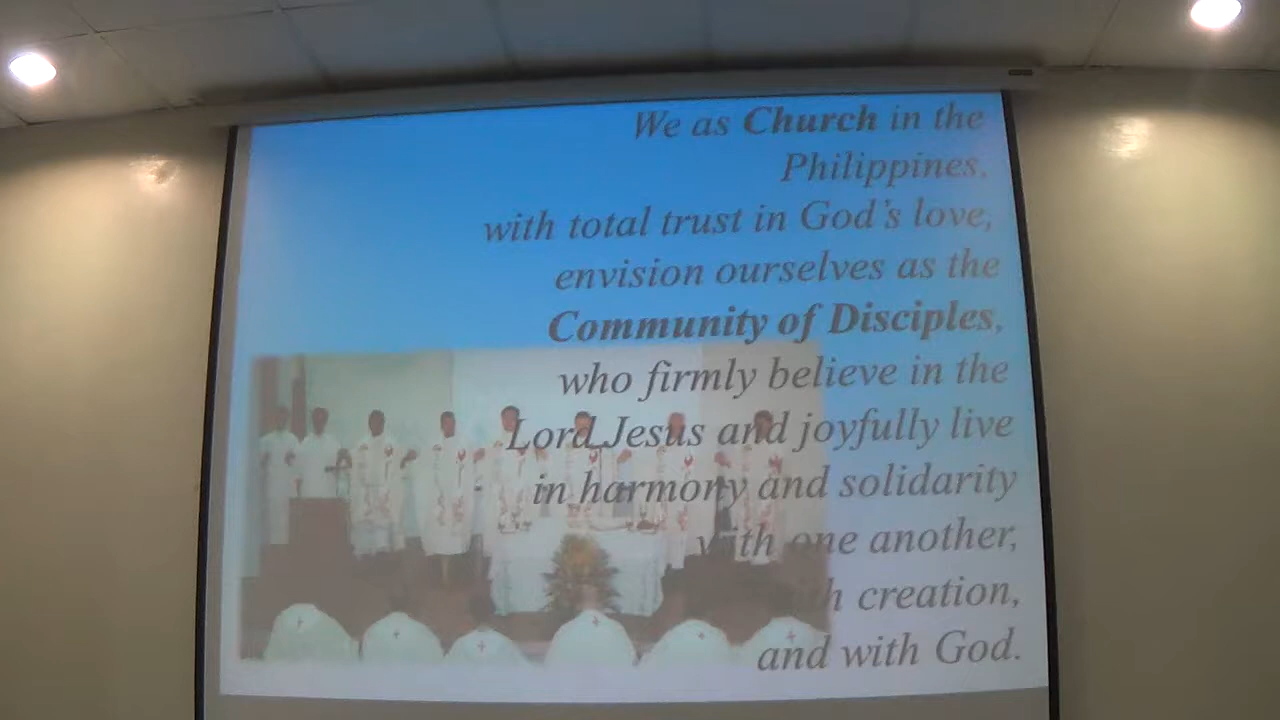 We as Church in the
Philippines,
with total trust in God's love,
envision ourselves as the
Community of Disciples,
who firmly believe in the
Lord Jesus and joyfully live
in harmony and solidarity
with one another,
creation,
and with God.